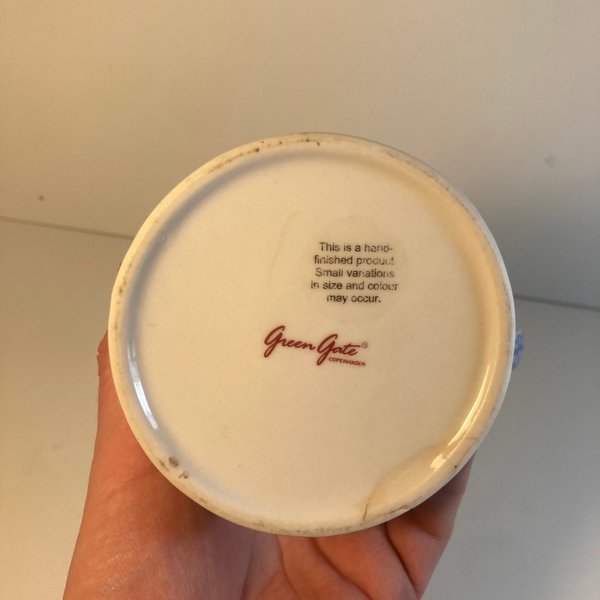 This is a hand-
finished product
Small variations
in size and colour
may occur.
Green Gate®
COPENHAGEN